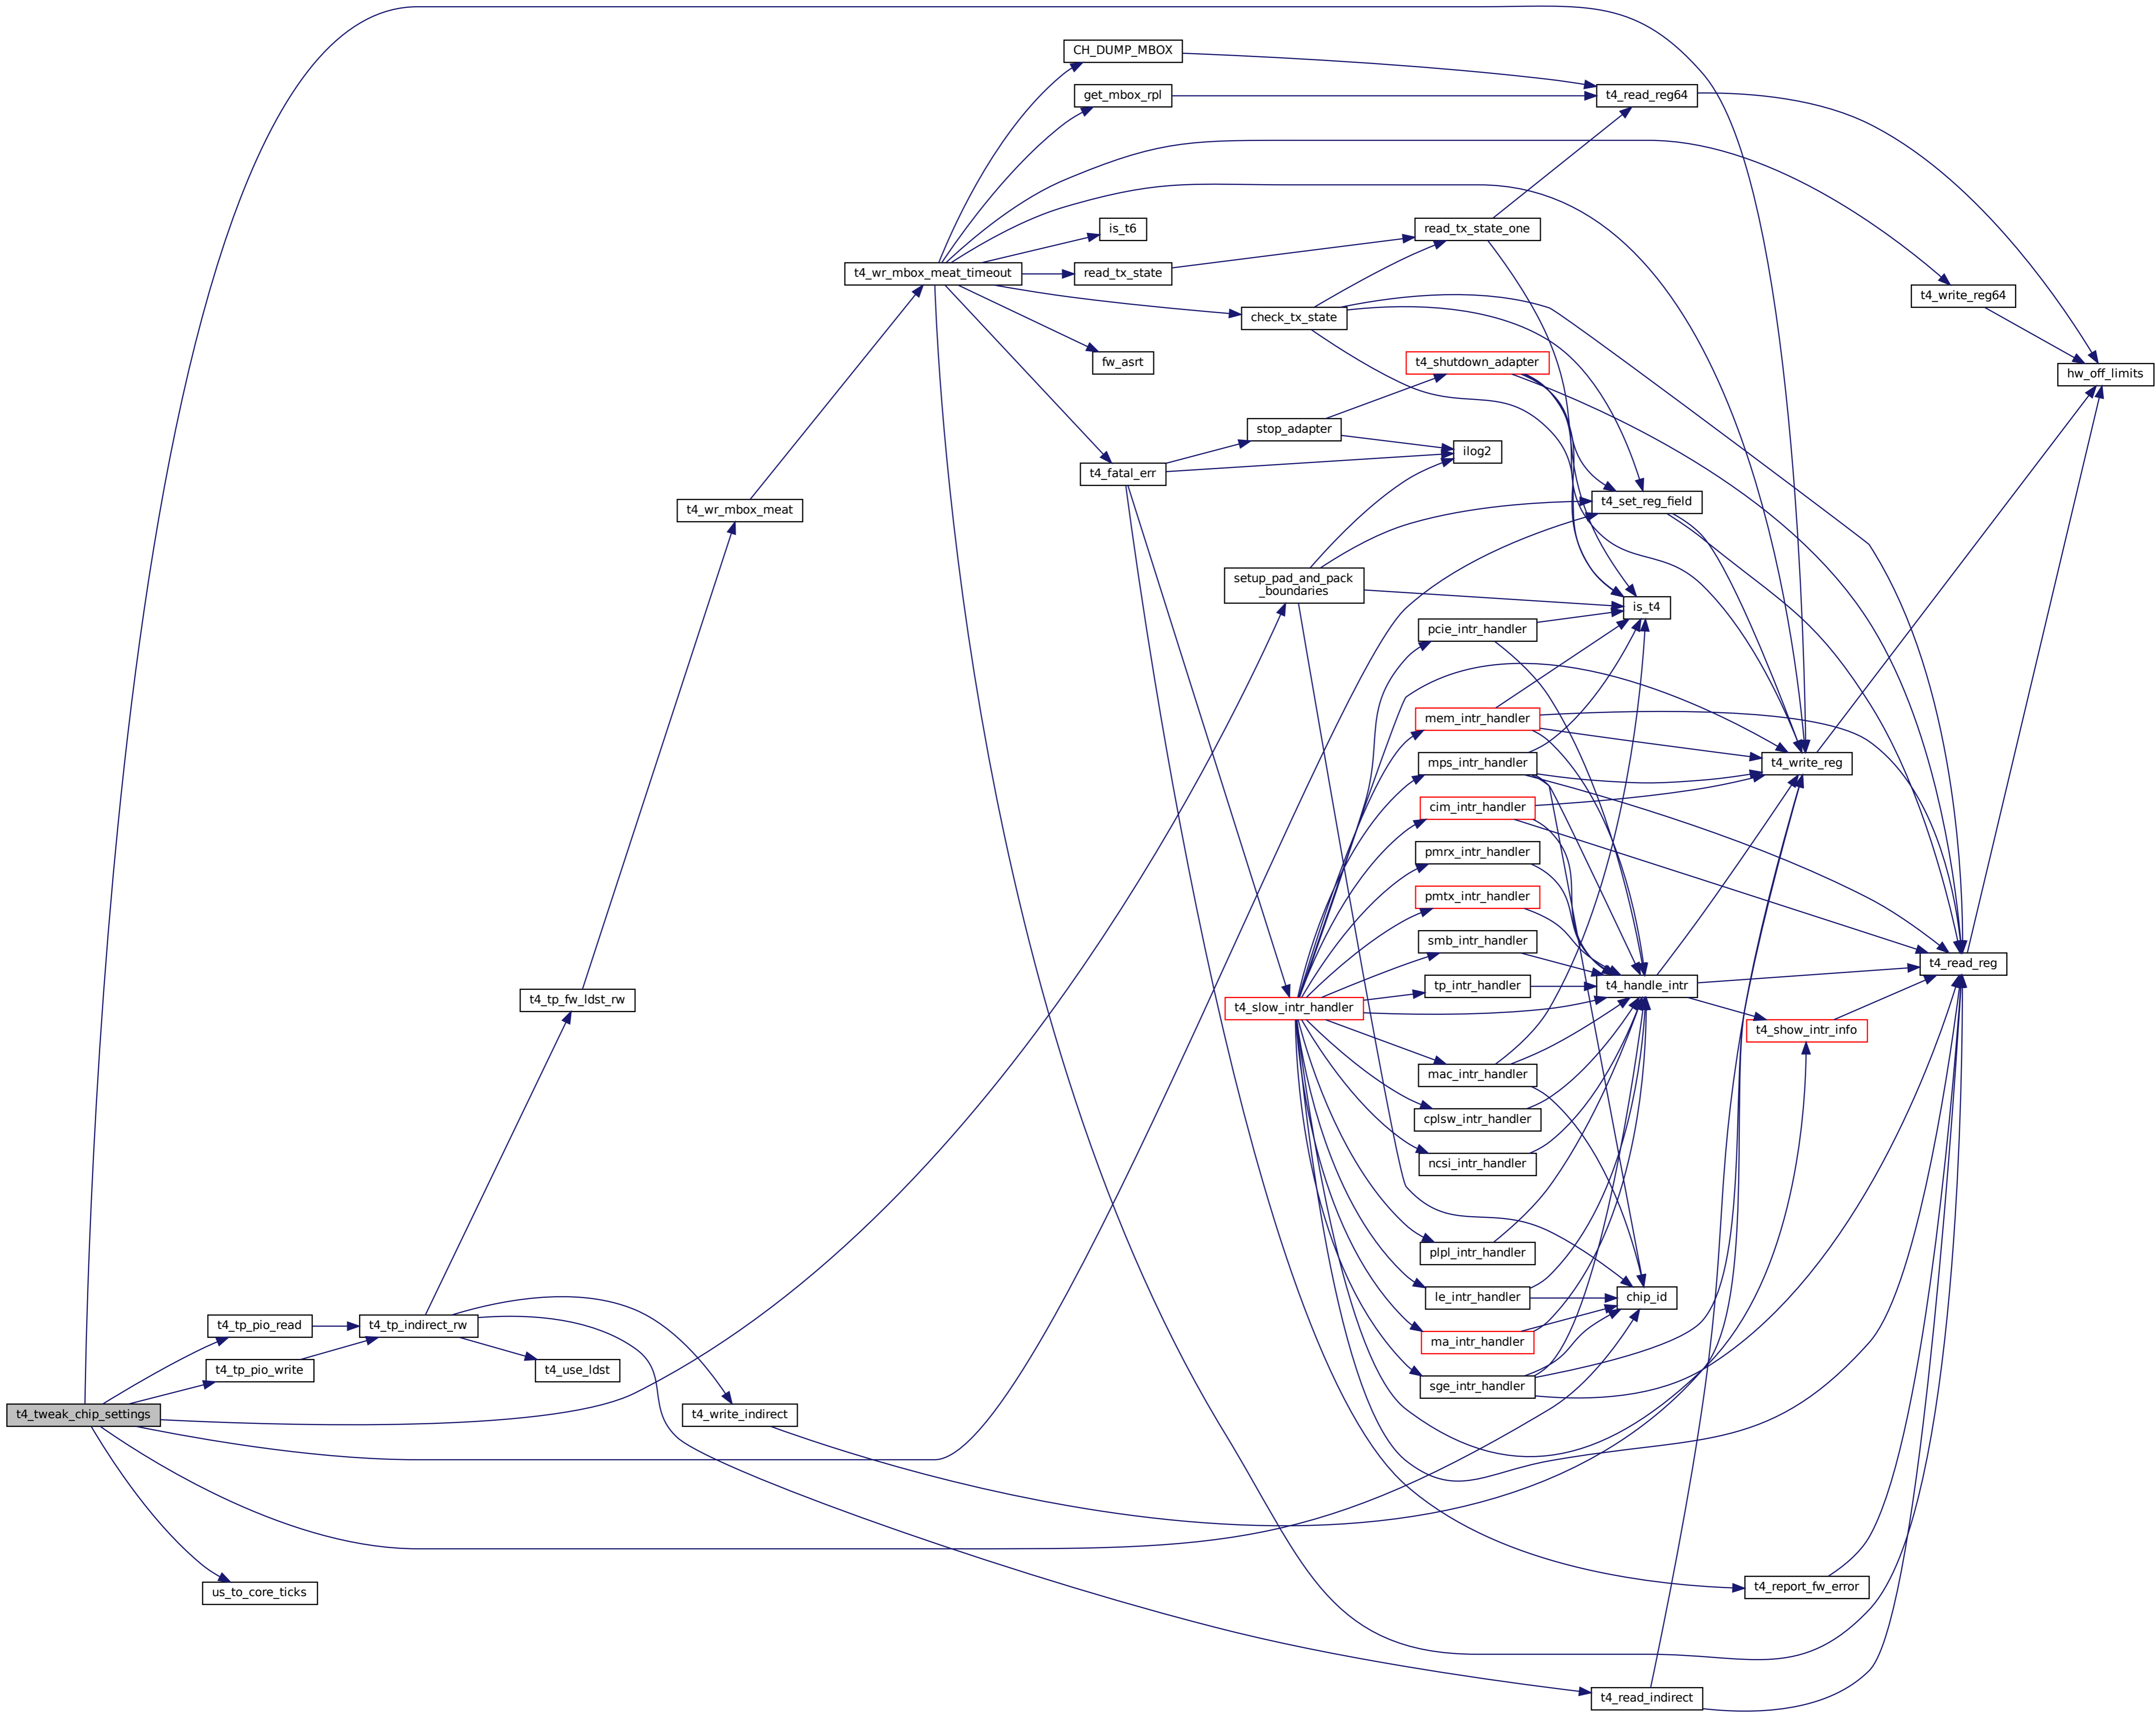 CH_DUMP_MBOX
get_mbox_rpl
t4_read_reg64
is_t6
read_tx_state_one
t4_wr_mbox_meat_timeout
read_tx_state
t4_write_reg64
check_tx_state
t4_shutdown_adapter
fw_asrt
hw_off_limits
stop_adapter
ilog2
t4_fatal_err
t4_set_reg_field
t4_wr_mbox_meat
setup_pad_and_pack
_boundaries
is_t4
pcie_intr_handler
mem_intr_handler
mps_intr_handler
t4_write_reg
cim_intr_handler
pmrx_intr_handler
pmtx_intr_handler
smb_intr_handler
t4_read_reg
tp_intr_handler
t4_handle_intr
t4_tp_fw_ldst_rw
t4_slow_intr_handler
t4_show_intr_info
mac_intr_handler
cplsw_intr_handler
ncsi_intr_handler
plpl_intr_handler
le_intr_handler
chip_id
t4_tp_pio_read
t4_tp_indirect_rw
ma_intr_handler
t4_tp_pio_write
t4_use_ldst
sge_intr_handler
t4_tweak_chip_settings
t4_write_indirect
us_to_core_ticks
t4_report_fw_error
t4_read_indirect